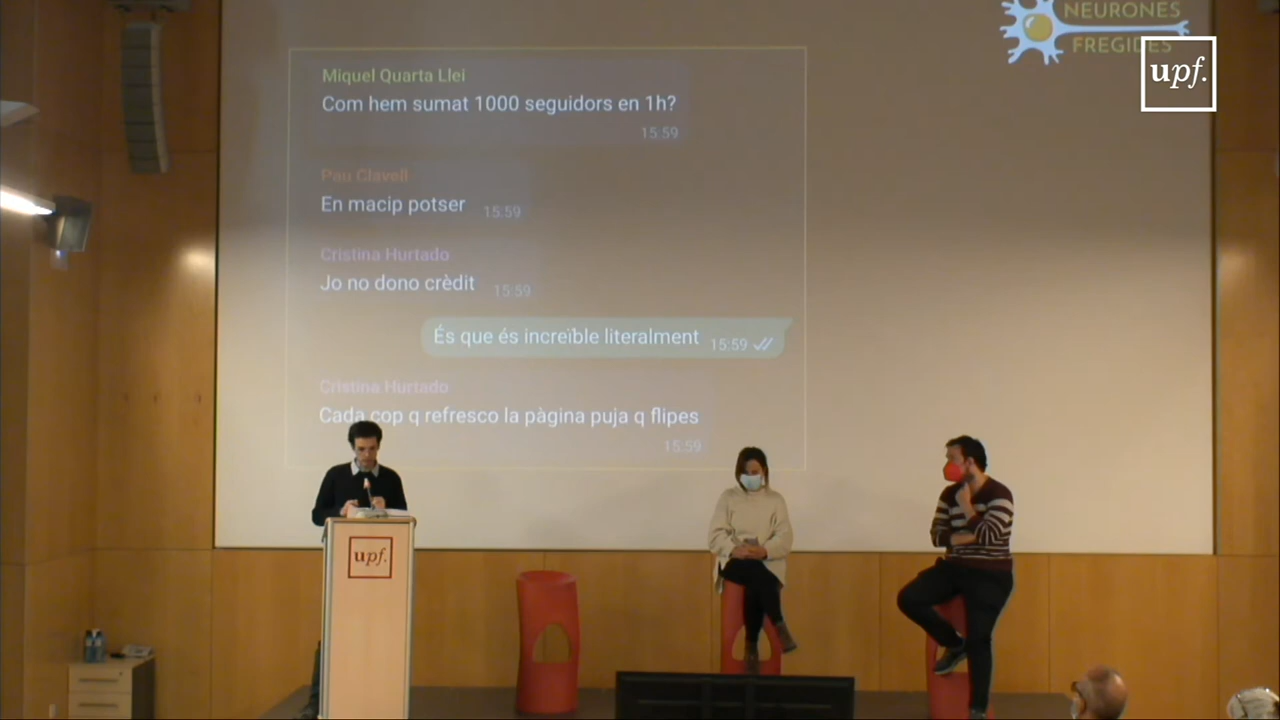 NEURONES
FREGIDES
upf.
Miquel Quarta Llei
Com hem sumat 1000 seguidors en 1h?
15:59
Pau Clavell
En macip potser 15:59
Cristina Hurtado
Jo no dono crèdit 15:59
És que és increïble literalment 15:59
Cristina Hurtado
Cada cop q refresco la pàgina puja q flipes
15:59
upf.